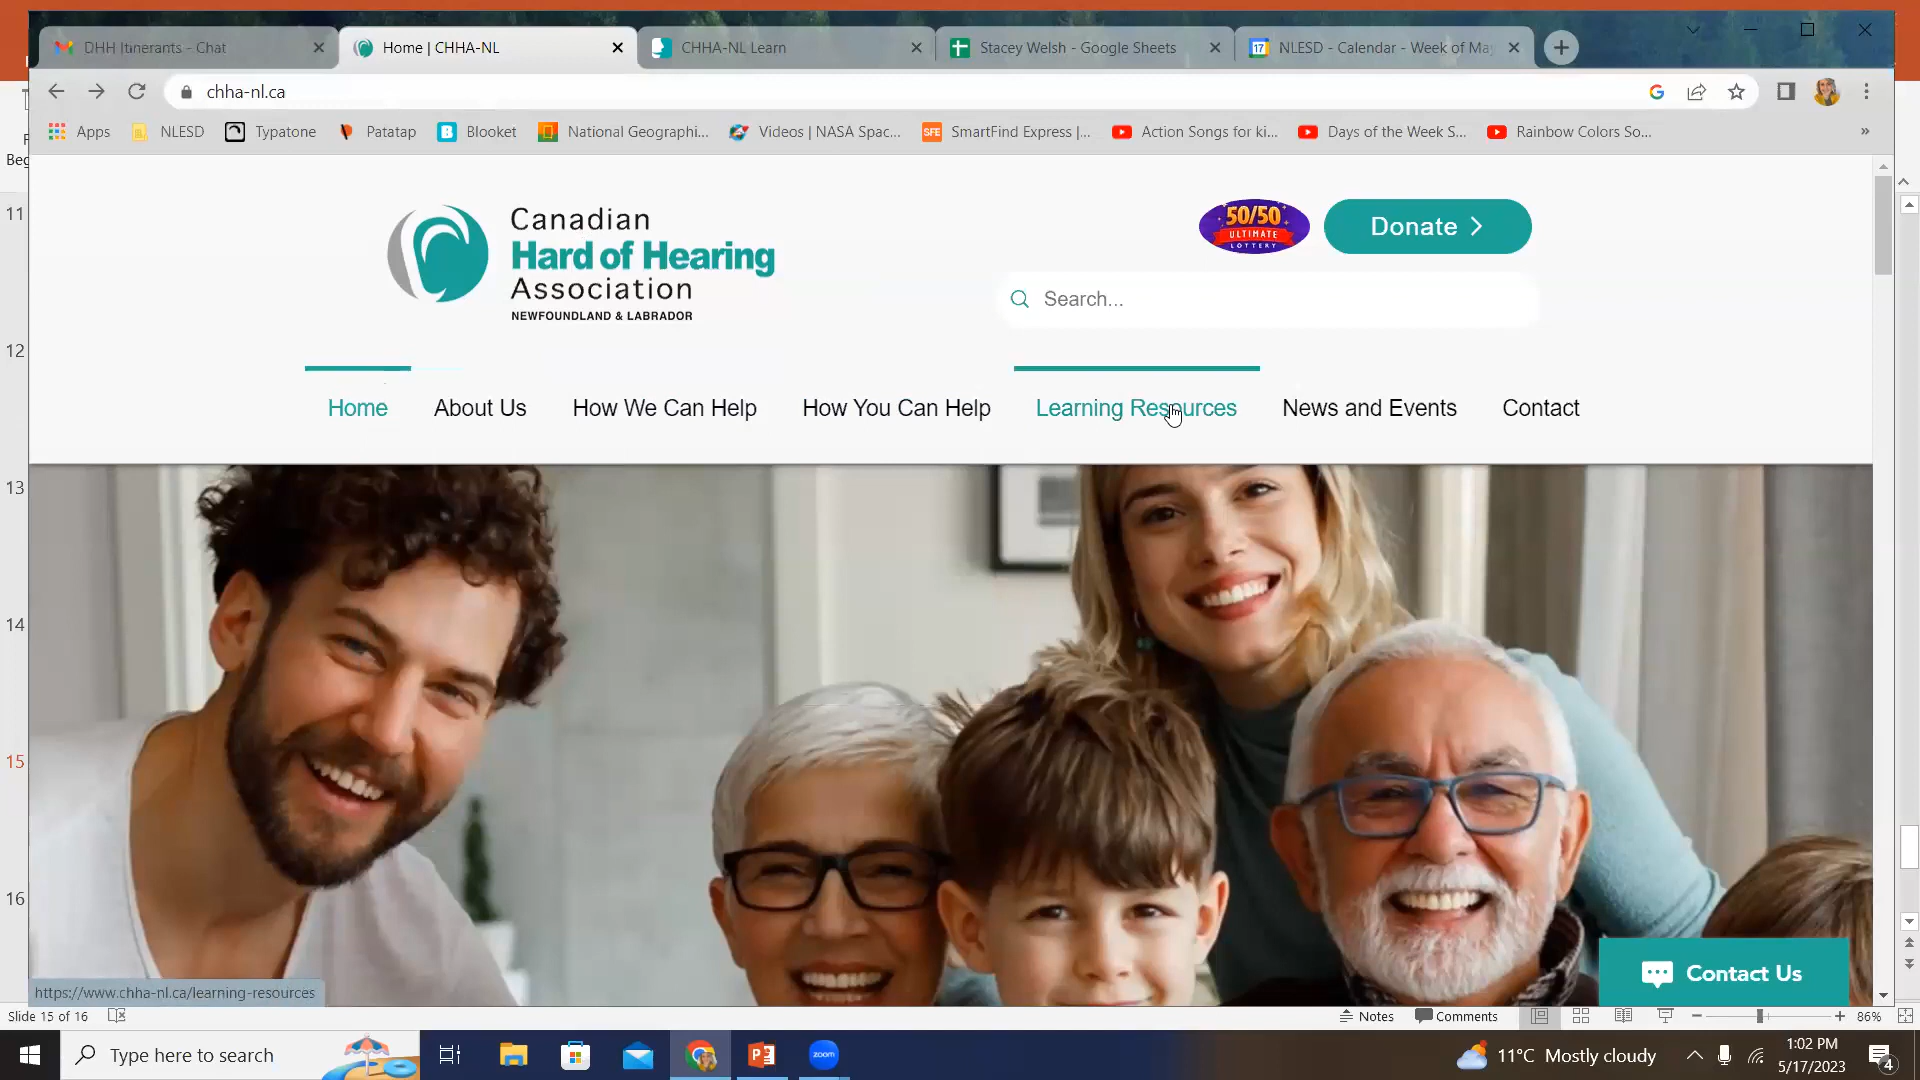 DHH Itinerants - Chat
Home | CHHA-NL
CHHA-NL Learn
Stacey Welsh - Google Sheets
NLESD - Calendar - Week of May
chha-nl.ca
Apps
NLESD
Typatone
Patatap
Blooket
National Geographi...
Videos | NASA Spac...
SFE
SmartFind Express |...
Action Songs for ki...
Days of the Week S...
Rainbow Colors So...
Beg
Canadian
Hard of Hearing
Association
NEWFOUNDLAND & LABRADOR
50/50
ULTIMATE
LOTTERY
Donate >
Search...
Home
About Us
How We Can Help
How You Can Help
Learning Resources
News and Events
Contact
11
12
13
14
15
16
Contact Us
https://www.chha-nl.ca/learning-resources
Slide 15 of 16
Notes
Comments
86%
Type here to search
zoom
11°C Mostly cloudy
1:02 PM
5/17/2023
4